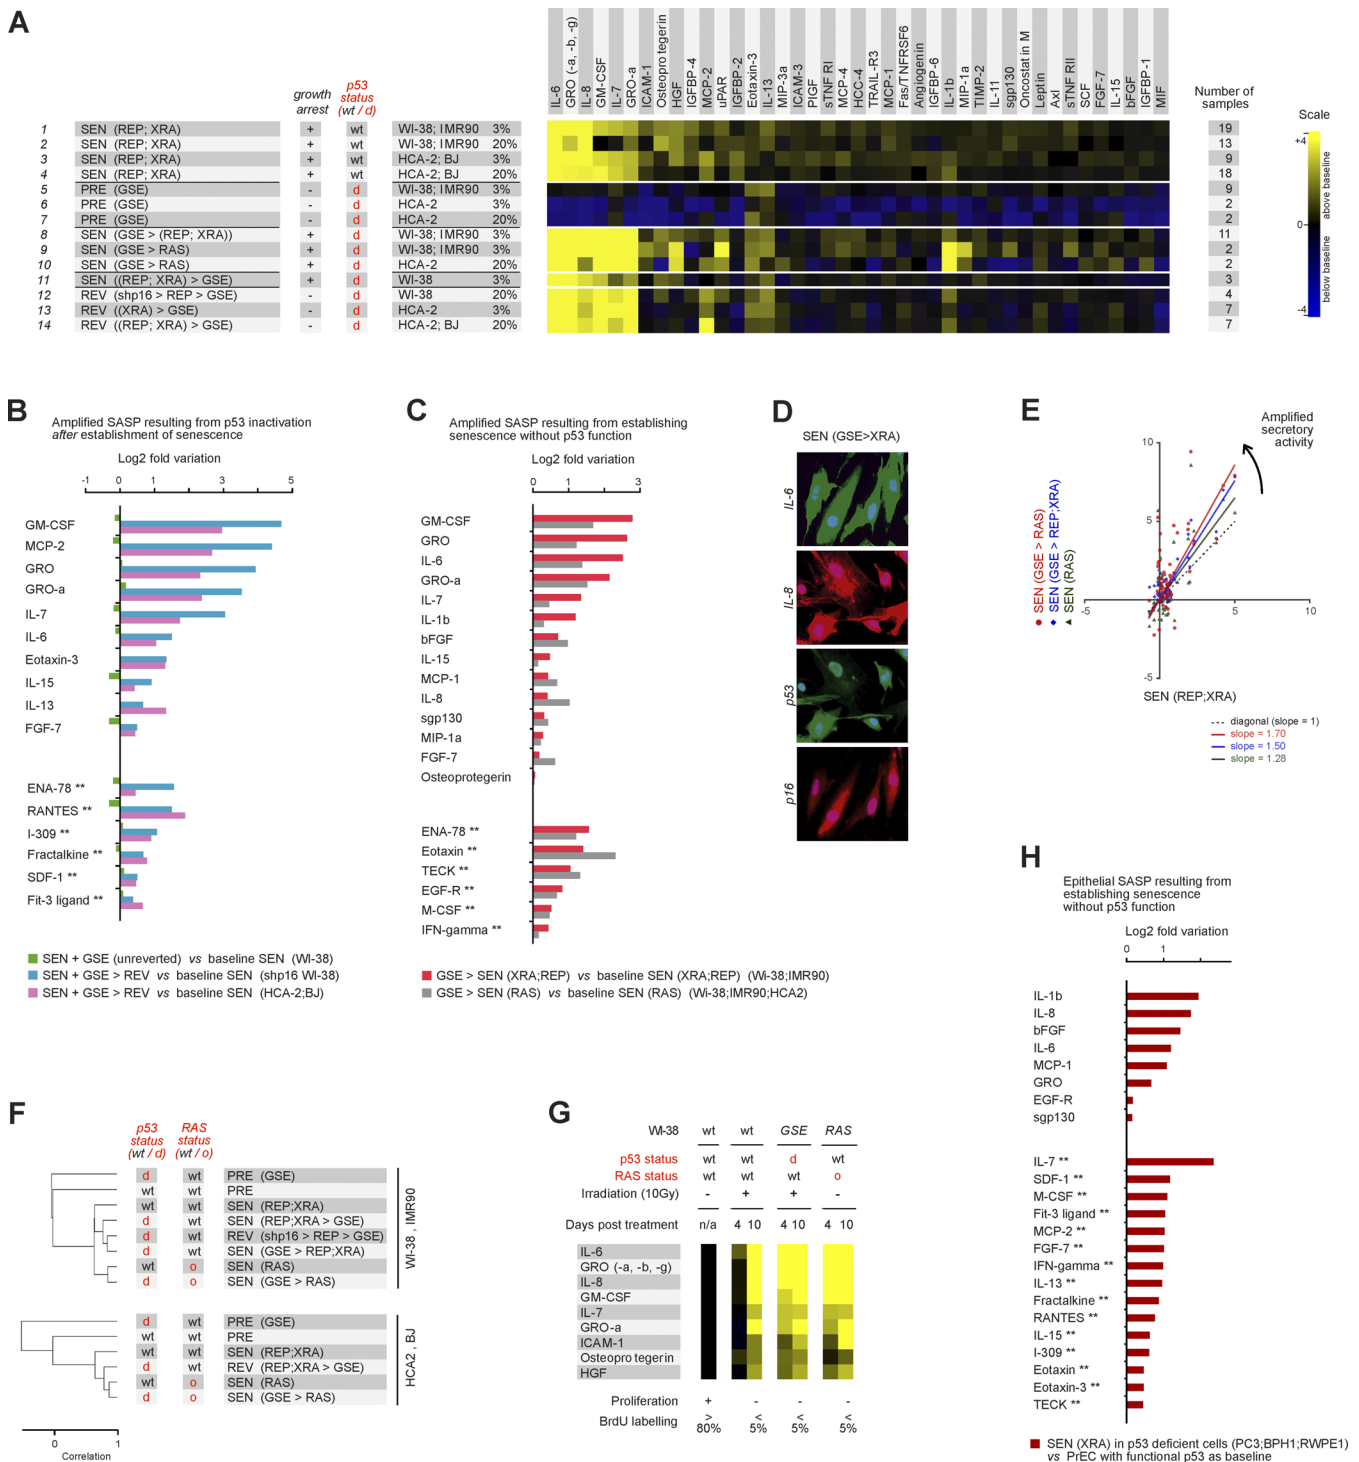 A
IL-6
GRO (-a, -b, -g)
IL-8
GM-CSF
IL-7
GRO-a
ICAM-1
Osteoprotegerin
HGF
IGFBP-4
MCP-2
uPAR
IGFBP-2
Eotaxin-3
IL-13
MIP-3a
ICAM-3
PlGF
sTNF RI
MCP-4
HCC-4
TRAIL-R3
MCP-1
Fas/TNFRSF6
Angiogenin
IGFBP-6
IL-1b
MIP-1a
TIMP-2
IL-11
sgp130
Oncostatin M
Leptin
Axl
sTNF RII
SCF
FGF-7
IL-15
bFGF
IGFBP-1
MIF
growth arrest
p53 status (wt / d)
Number of samples
Scale
1 SEN (REP; XRA) + wt WI-38; IMR90 3% 19
2 SEN (REP; XRA) + wt WI-38; IMR90 20% 13
3 SEN (REP; XRA) + wt HCA-2; BJ 3% 9
4 SEN (REP; XRA) + wt HCA-2; BJ 20% 18
5 PRE (GSE) - d WI-38; IMR90 3% 9
6 PRE (GSE) - d HCA-2 3% 2
7 PRE (GSE) - d HCA-2 20% 2
8 SEN (GSE > (REP; XRA)) + d WI-38; IMR90 3% 11
9 SEN (GSE > RAS) + d WI-38; IMR90 3% 2
10 SEN (GSE > RAS) + d HCA-2 20% 2
11 SEN ((REP; XRA) > GSE) + d WI-38 3% 3
12 REV (shp16 > REP > GSE) - d WI-38 20% 4
13 REV ((XRA) > GSE) - d HCA-2 3% 7
14 REV ((REP; XRA) > GSE) - d HCA-2; BJ 20% 7
+4
0
-4
above baseline
below baseline
B
Amplified SASP resulting from p53 inactivation
after establishment of senescence
Log2 fold variation
-1 0 1 2 3 4 5
GM-CSF
MCP-2
GRO
GRO-a
IL-7
IL-6
Eotaxin-3
IL-15
IL-13
FGF-7
ENA-78 **
RANTES **
I-309 **
Fractalkine **
SDF-1 **
Fit-3 ligand **
SEN + GSE (unreverted) vs baseline SEN (WI-38)
SEN + GSE > REV vs baseline SEN (shp16 WI-38)
SEN + GSE > REV vs baseline SEN (HCA-2;BJ)
C
Amplified SASP resulting from establishing
senescence without p53 function
Log2 fold variation
0 1 2 3
GM-CSF
GRO
IL-6
GRO-a
IL-7
IL-1b
bFGF
IL-15
MCP-1
IL-8
sgp130
MIP-1a
FGF-7
Osteoprotegerin
ENA-78 **
Eotaxin **
TECK **
EGF-R **
M-CSF **
IFN-gamma **
GSE > SEN (XRA;REP) vs baseline SEN (XRA;REP) (Wi-38;IMR90)
GSE > SEN (RAS) vs baseline SEN (RAS) (Wi-38;IMR90;HCA2)
D
SEN (GSE>XRA)
IL-6
IL-8
p53
p16
E
Amplified
secretory
activity
SEN (GSE > RAS)
SEN (GSE > REP;XRA)
SEN (RAS)
10
5
-5
-5 5 10
SEN (REP;XRA)
diagonal (slope = 1)
slope = 1.70
slope = 1.50
slope = 1.28
F
p53 status (wt / d)
RAS status (wt / o)
d wt PRE (GSE)
wt wt PRE
wt wt SEN (REP;XRA)
d wt SEN (REP;XRA > GSE)
d wt REV (shp16 > REP > GSE)
d wt SEN (GSE > REP;XRA)
wt o SEN (RAS)
d o SEN (GSE > RAS)
WI-38 , IMR90
d wt PRE (GSE)
wt wt PRE
wt wt SEN (REP;XRA)
d wt REV (REP;XRA > GSE)
wt o SEN (RAS)
d o SEN (GSE > RAS)
HCA2 , BJ
0 1
Correlation
G
WI-38 wt wt GSE RAS
p53 status wt wt d wt
RAS status wt wt wt o
Irradiation (10Gy) - + + -
Days post treatment n/a 4 10 4 10 4 10
IL-6
GRO (-a, -b, -g)
IL-8
GM-CSF
IL-7
GRO-a
ICAM-1
Osteoprotegerin
HGF
Proliferation + - - -
BrdU labelling > 80% < 5% < 5% < 5%
H
Epithelial SASP resulting from
establishing senescence
without p53 function
Log2 fold variation
0 1
IL-1b
IL-8
bFGF
IL-6
MCP-1
GRO
EGF-R
sgp130
IL-7 **
SDF-1 **
M-CSF **
Fit-3 ligand **
MCP-2 **
FGF-7 **
IFN-gamma **
IL-13 **
Fractalkine **
RANTES **
IL-15 **
I-309 **
Eotaxin **
Eotaxin-3 **
TECK **
SEN (XRA) in p53 deficient cells (PC3;BPH1;RWPE1)
vs PrEC with functional p53 as baseline